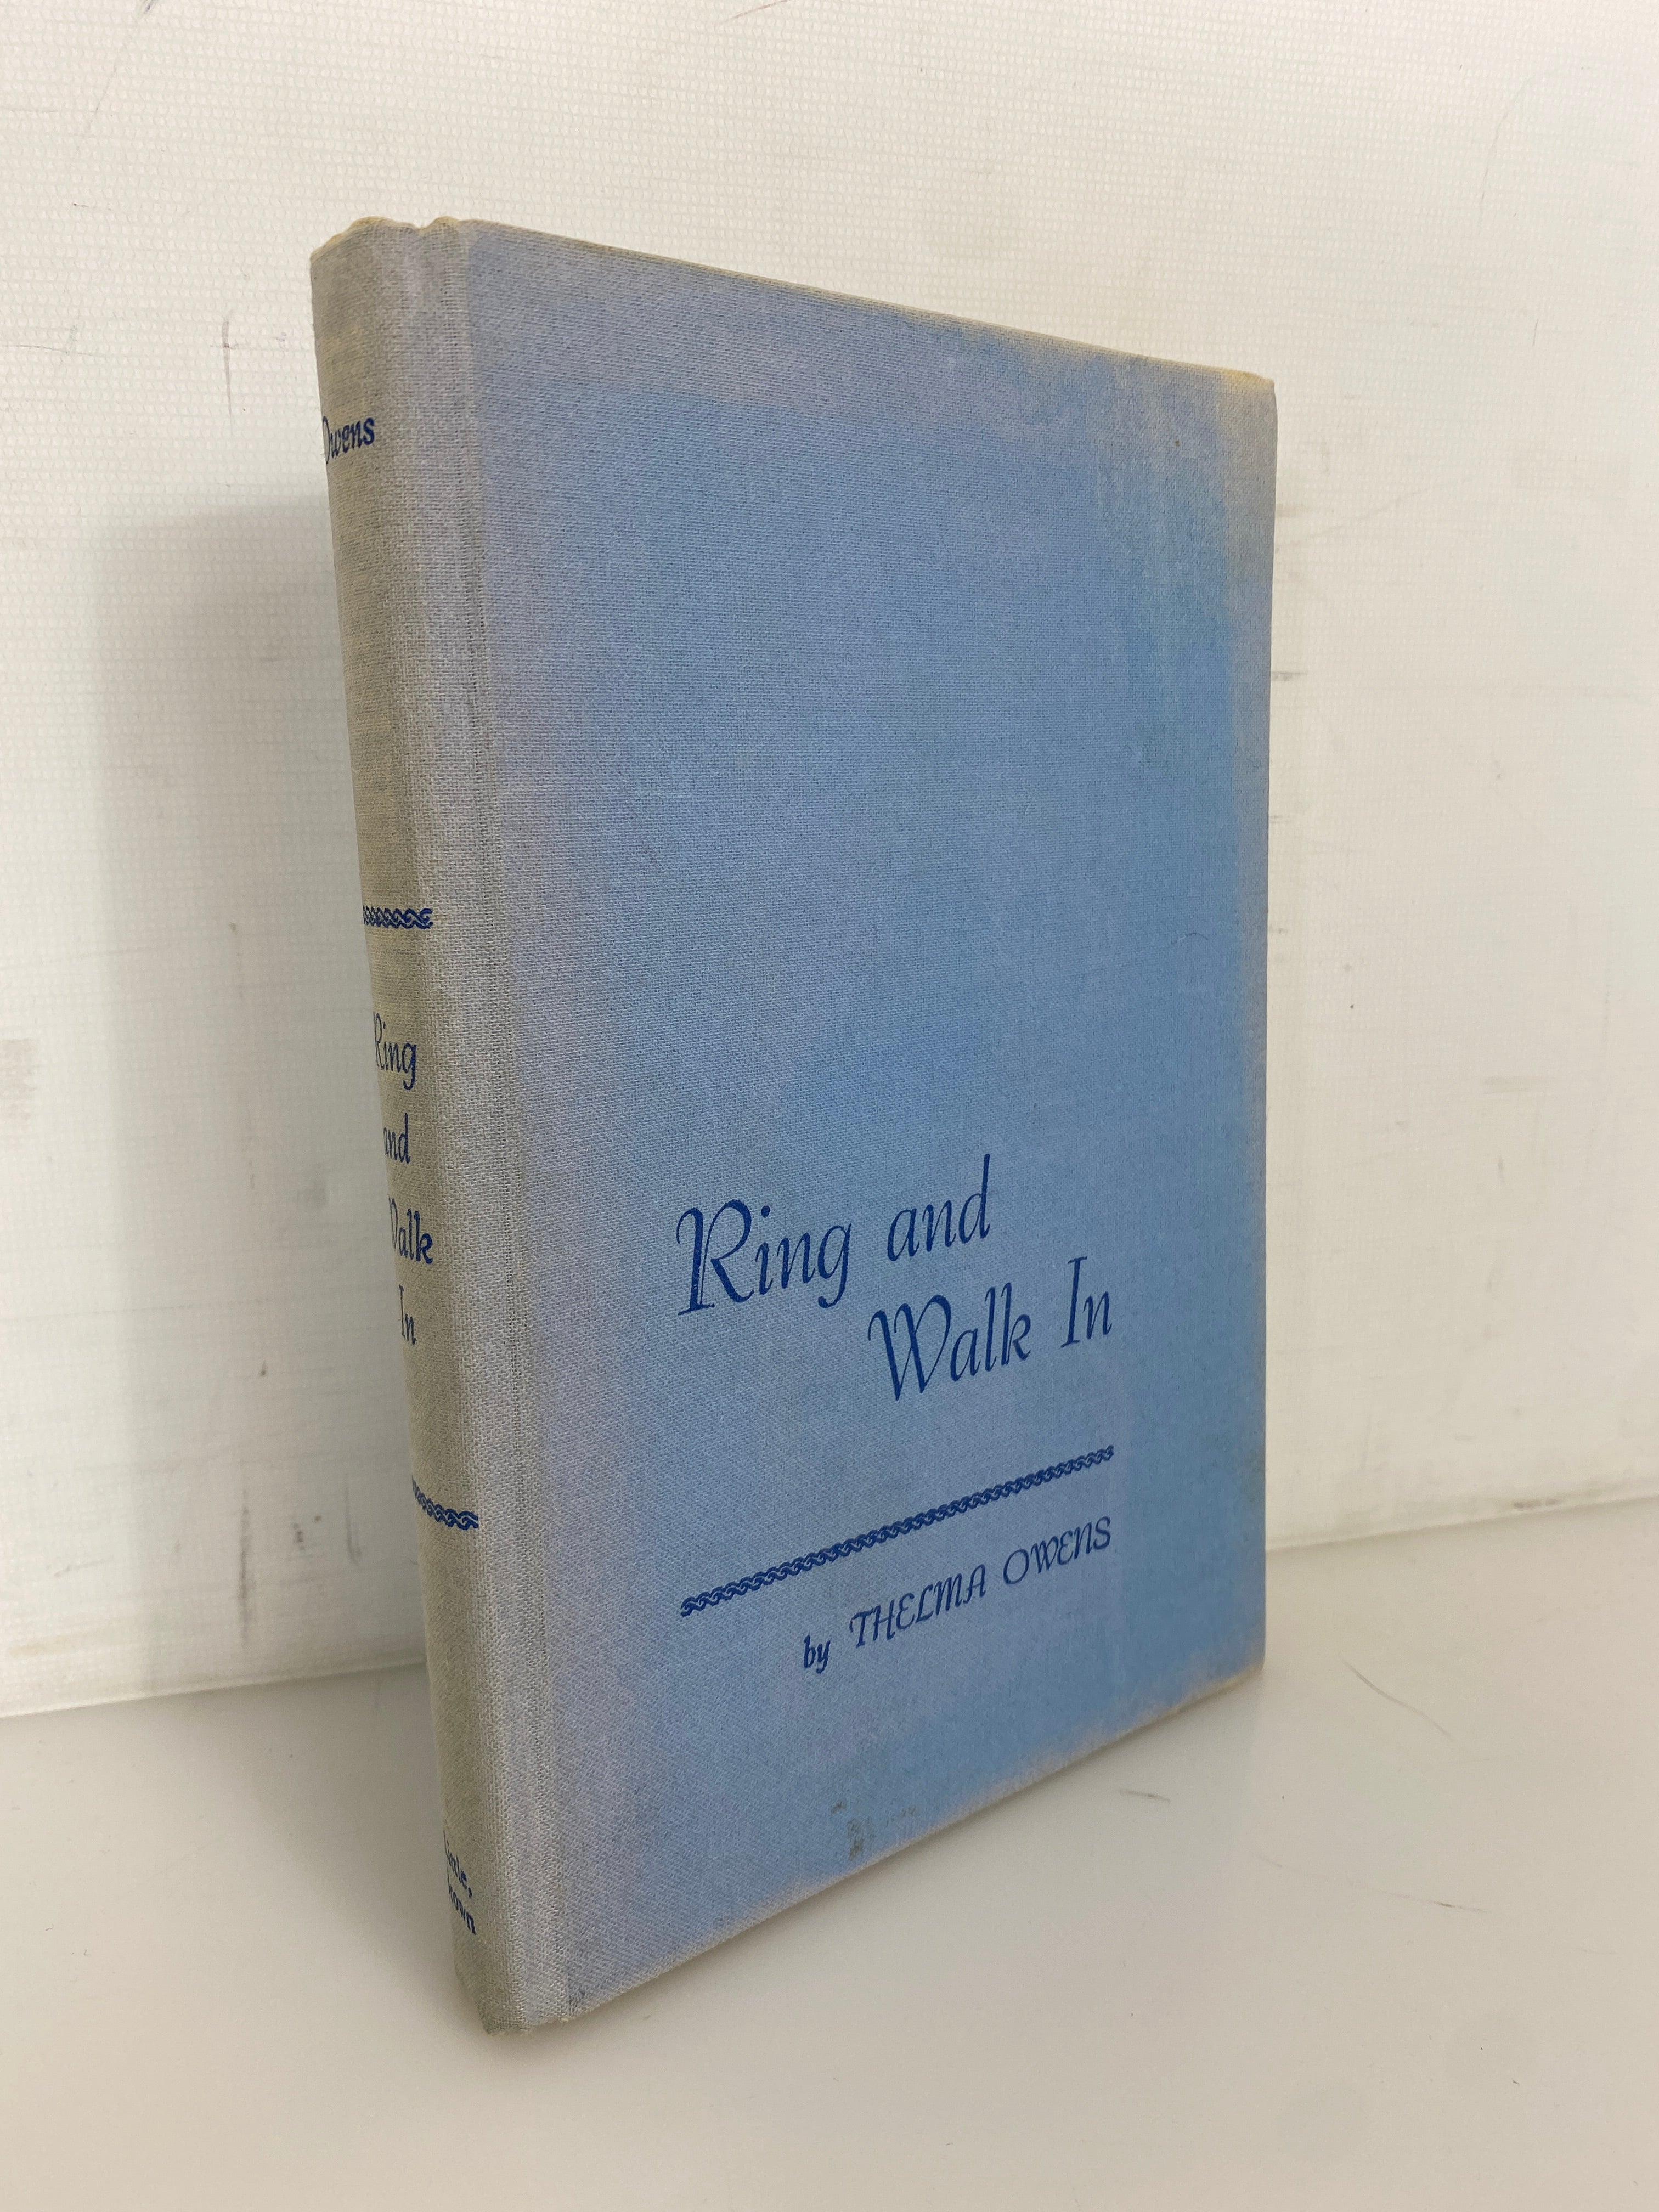 Owens
Ring
and
Walk
In
Little,
Brown
Ring and
Walk In
by THELMA OWENS